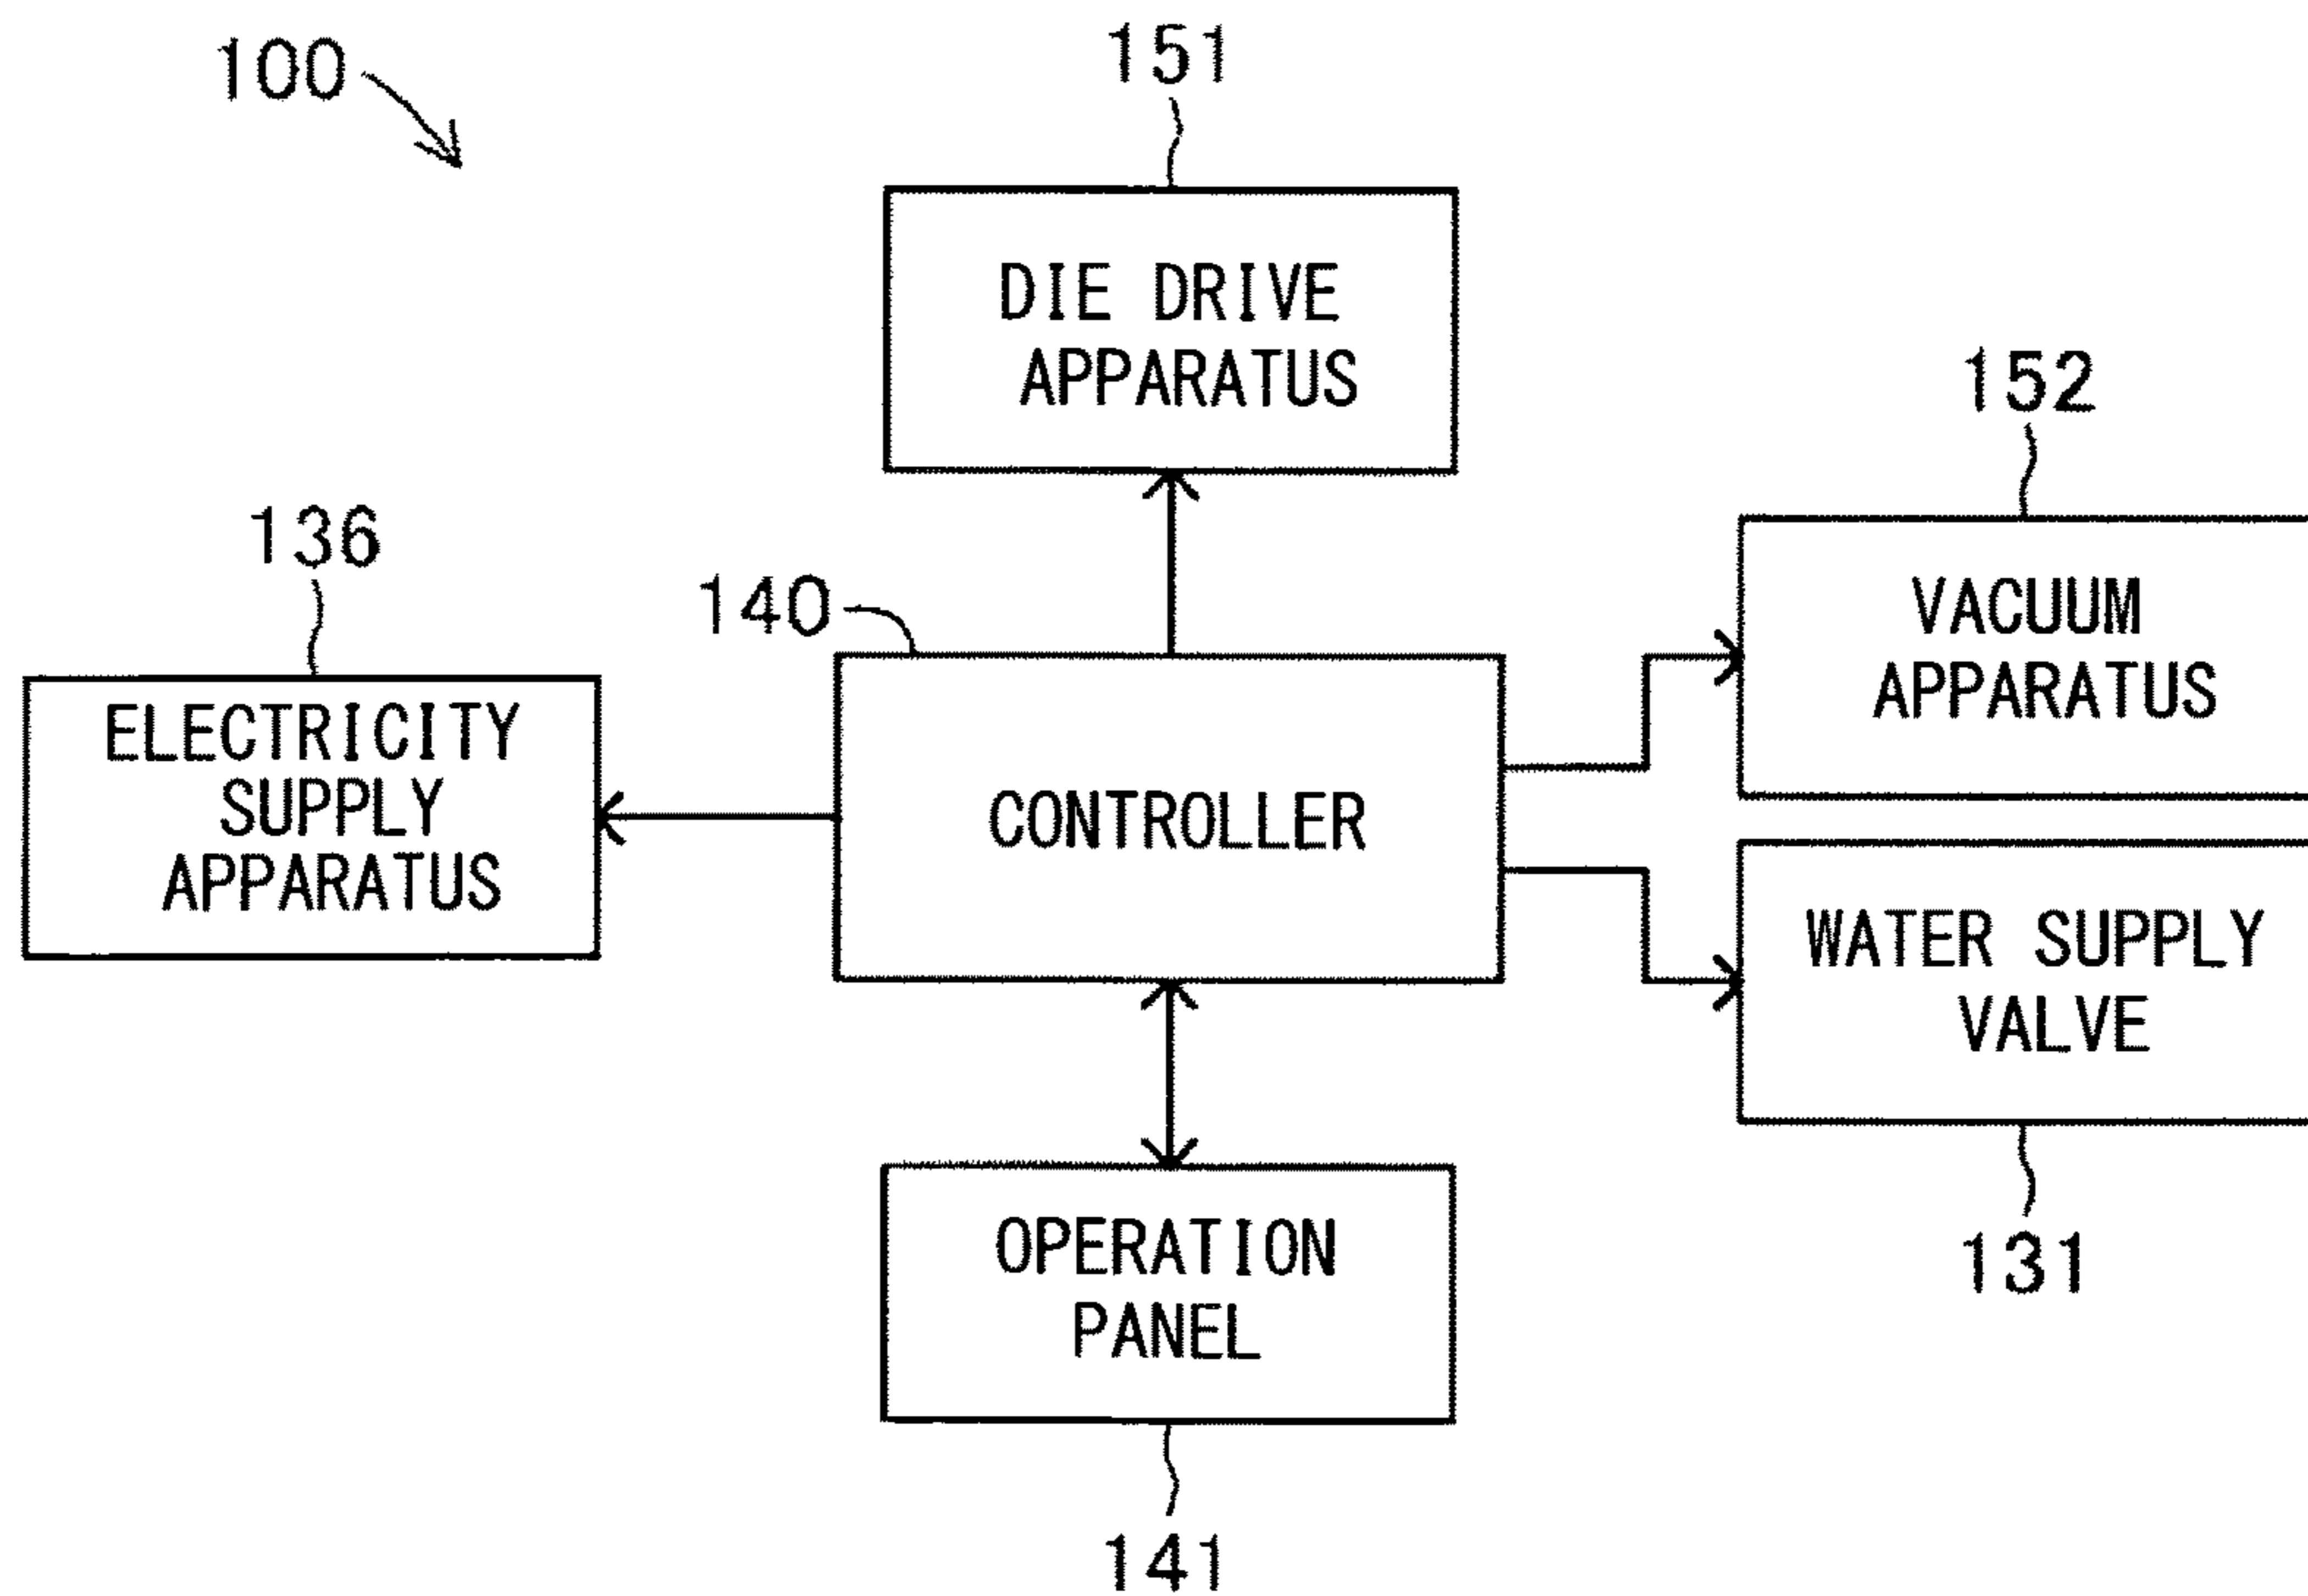 100
151
DIE DRIVE
APPARATUS
152
136
140
VACUUM
APPARATUS
ELECTRICITY
SUPPLY
APPARATUS
CONTROLLER
WATER SUPPLY
VALVE
OPERATION
PANEL
131
141